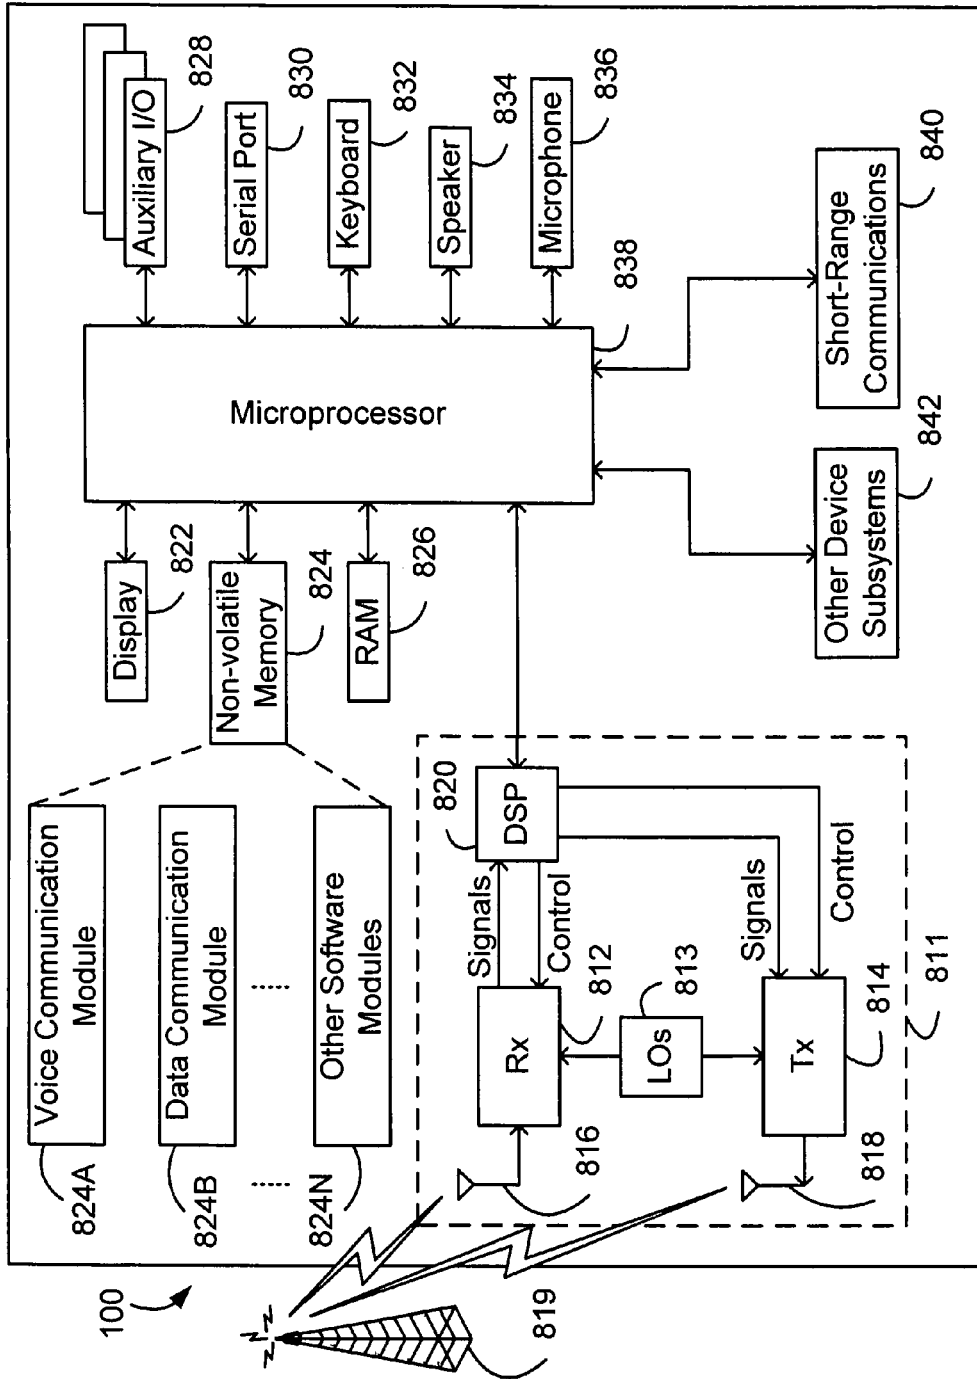 100
819
824A
Voice Communication
Module
824B
Data Communication
Module
........
........
824N
Other Software
Modules
Display
822
Non-volatile
Memory
824
RAM
826
Microprocessor
838
Auxiliary I/O
828
Serial Port
830
Keyboard
832
Speaker
834
Microphone
836
Signals
Control
820
DSP
Rx
812
LOs
813
Tx
814
816
818
Signals
Control
811
Other Device
Subsystems
842
Short-Range
Communications
840